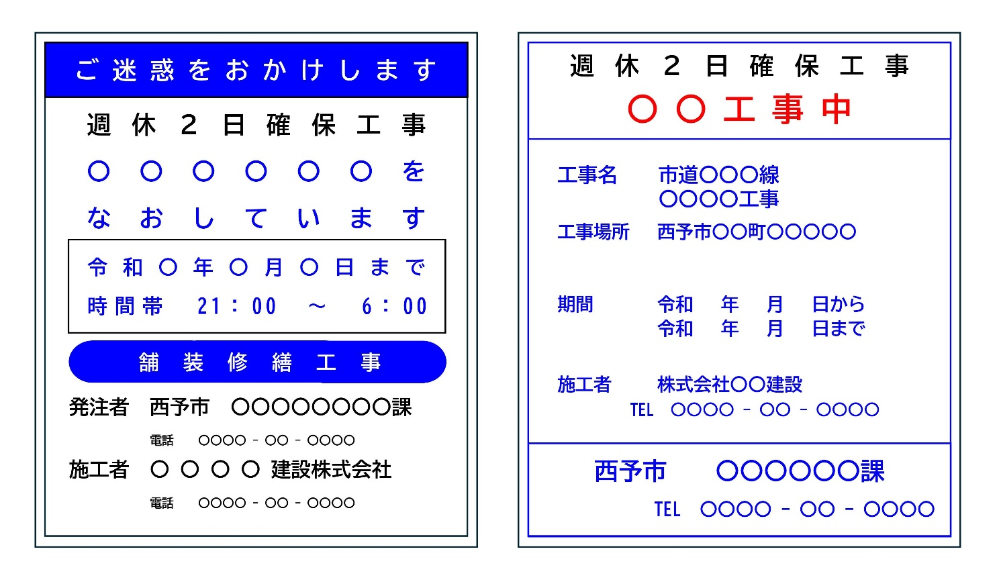 ご迷惑をおかけします
週休２日確保工事
〇〇〇〇〇〇を
なおしています
令和〇年〇月〇日まで
時間帯 21：00 ～ 6：00
舗装修繕工事
発注者 西予市 〇〇〇〇〇〇〇〇課
電話 〇〇〇〇－〇〇－〇〇〇〇
施工者 〇〇〇〇建設株式会社
電話 〇〇〇〇－〇〇－〇〇〇〇
週休２日確保工事
〇〇工事中
工事名 市道〇〇〇線
〇〇〇〇工事
工事場所 西予市〇〇町〇〇〇〇〇
期間 令和 年 月 日から
令和 年 月 日まで
施工者 株式会社〇〇建設
TEL 〇〇〇〇－〇〇－〇〇〇〇
西予市 〇〇〇〇〇〇課
TEL 〇〇〇〇－〇〇－〇〇〇〇